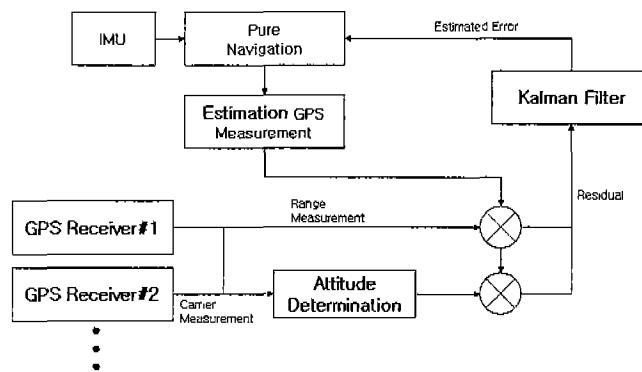 IMU
Pure
Navigation
Estimated Error
Estimation GPS
Measurement
Kalman Filter
Range
Measurement
Residual
GPS Receiver#1
GPS Receiver#2
Carrier
Measurement
Attitude
Determination